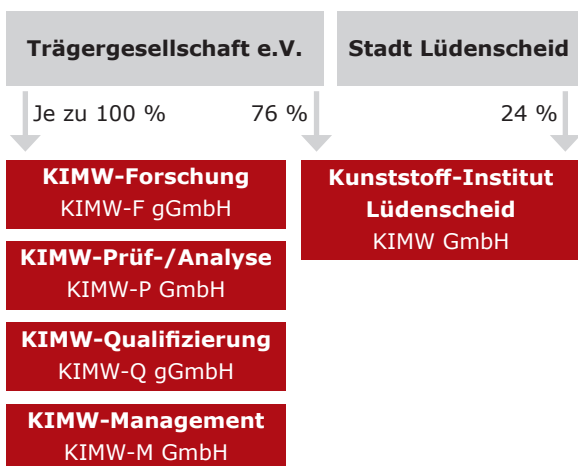 Trägergesellschaft e.V.
Stadt Lüdenscheid
Je zu 100 %
76 %
24 %
KIMW-Forschung
KIMW-F gGmbH
KIMW-Prüf-/Analyse
KIMW-P GmbH
KIMW-Qualifizierung
KIMW-Q gGmbH
KIMW-Management
KIMW-M GmbH
Kunststoff-Institut
Lüdenscheid
KIMW GmbH